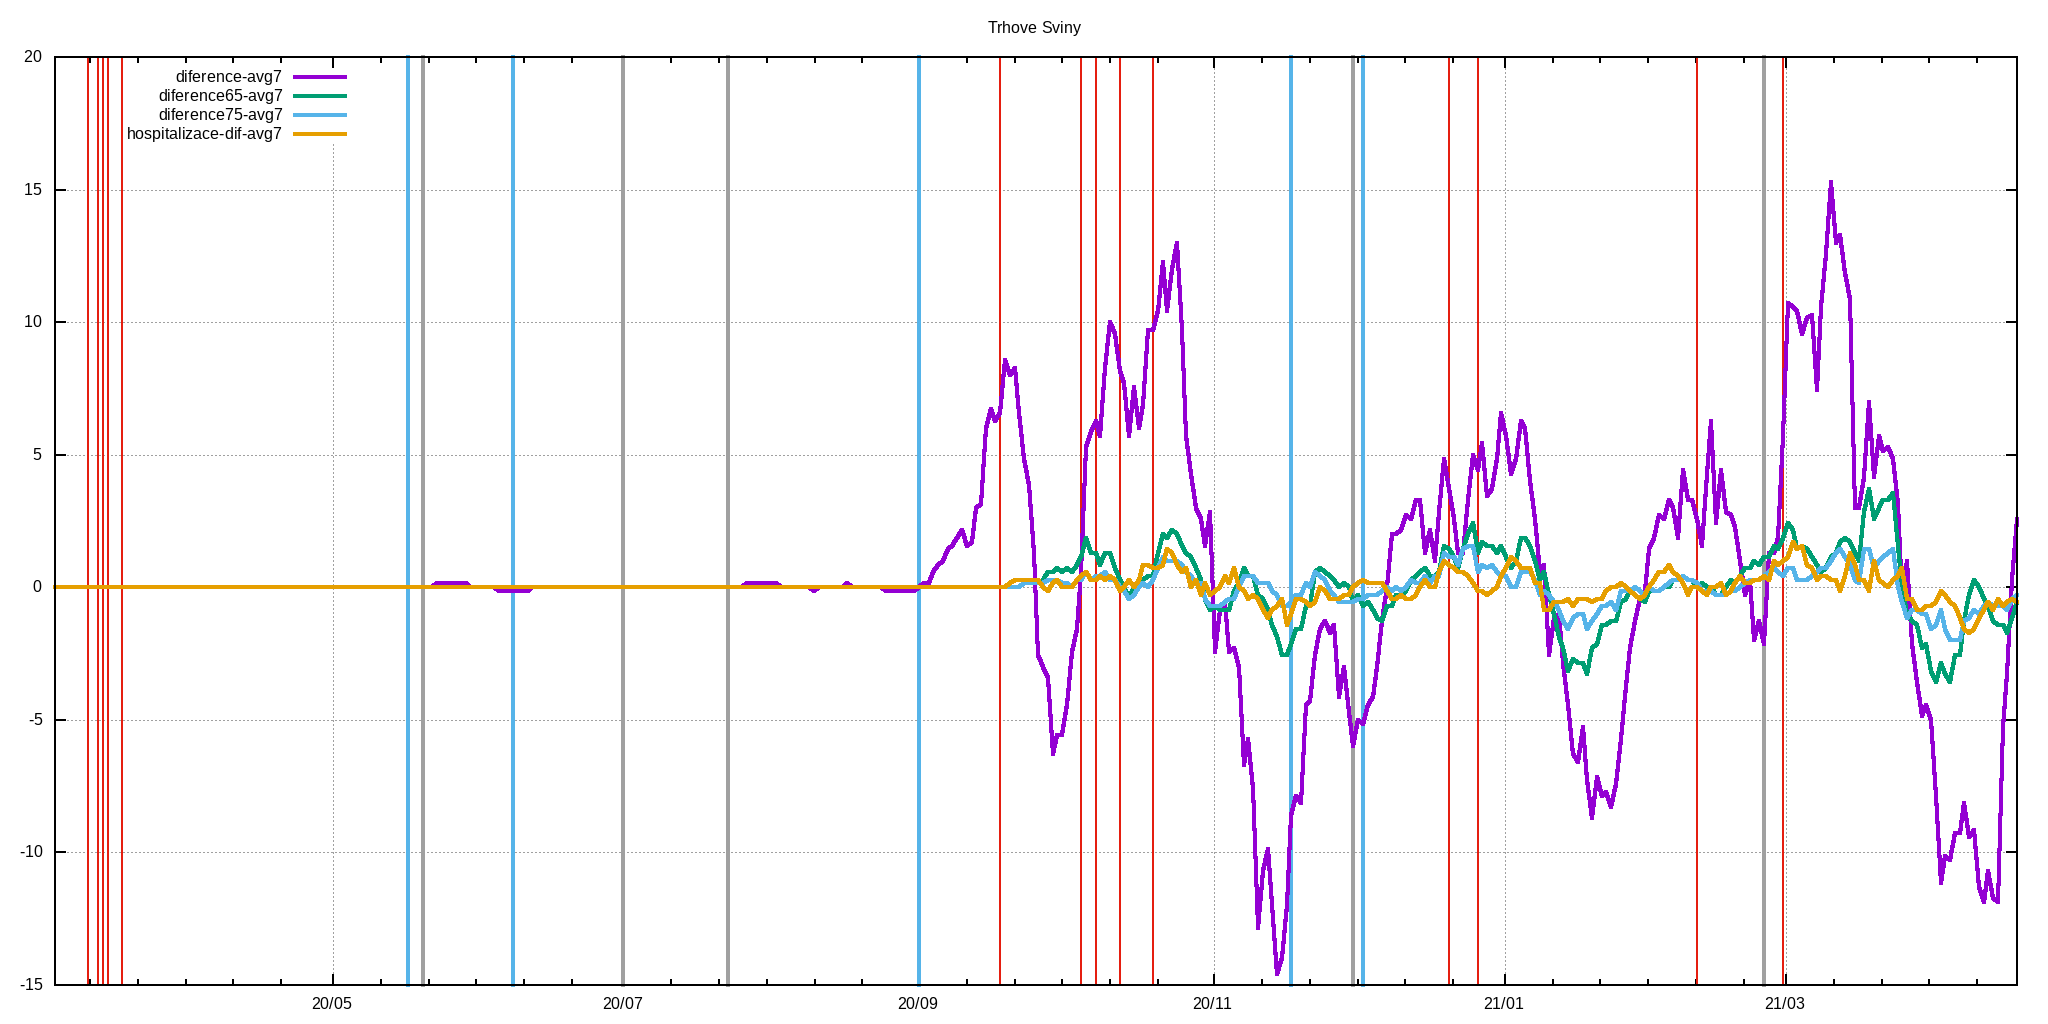 Trhove Sviny
20
15
10
5
0
-5
-10
-15
diference-avg7
diference65-avg7
diference75-avg7
hospitalizace-dif-avg7
20/05
20/07
20/09
20/11
21/01
21/03